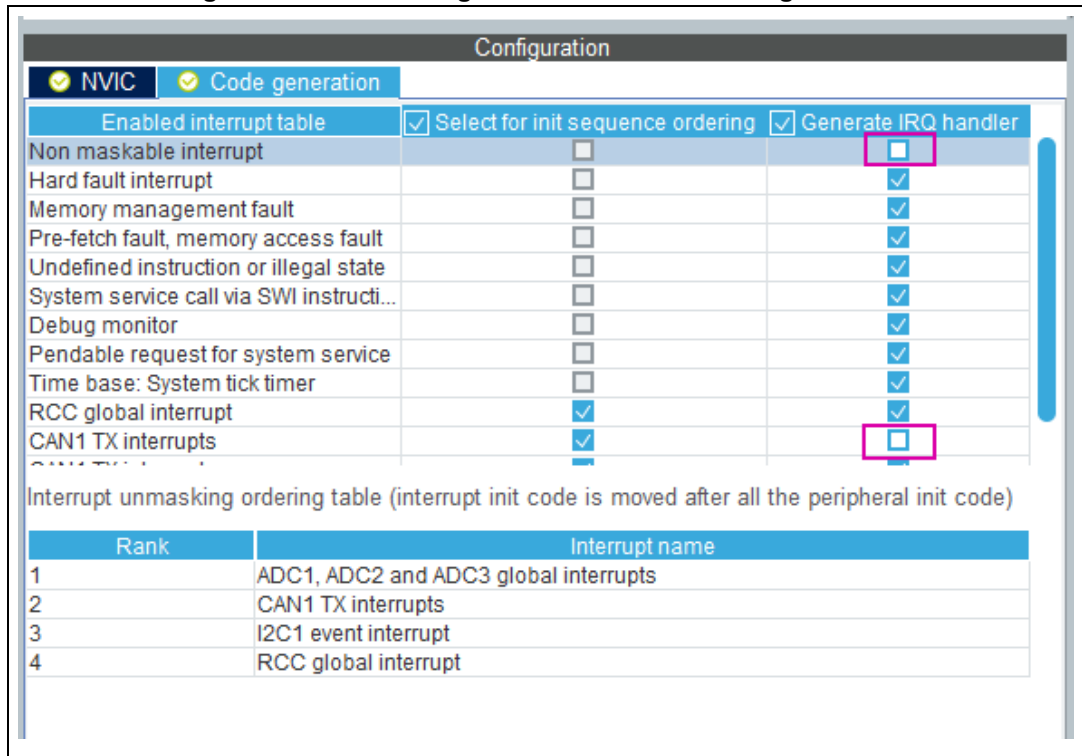 Configuration
NVIC Code generation
Enabled interrupt table Select for init sequence ordering Generate IRQ handler
Non maskable interrupt
Hard fault interrupt
Memory management fault
Pre-fetch fault, memory access fault
Undefined instruction or illegal state
System service call via SWI instructi...
Debug monitor
Pendable request for system service
Time base: System tick timer
RCC global interrupt
CAN1 TX interrupts
Interrupt unmasking ordering table (interrupt init code is moved after all the peripheral init code)
Rank Interrupt name
1 ADC1, ADC2 and ADC3 global interrupts
2 CAN1 TX interrupts
3 I2C1 event interrupt
4 RCC global interrupt